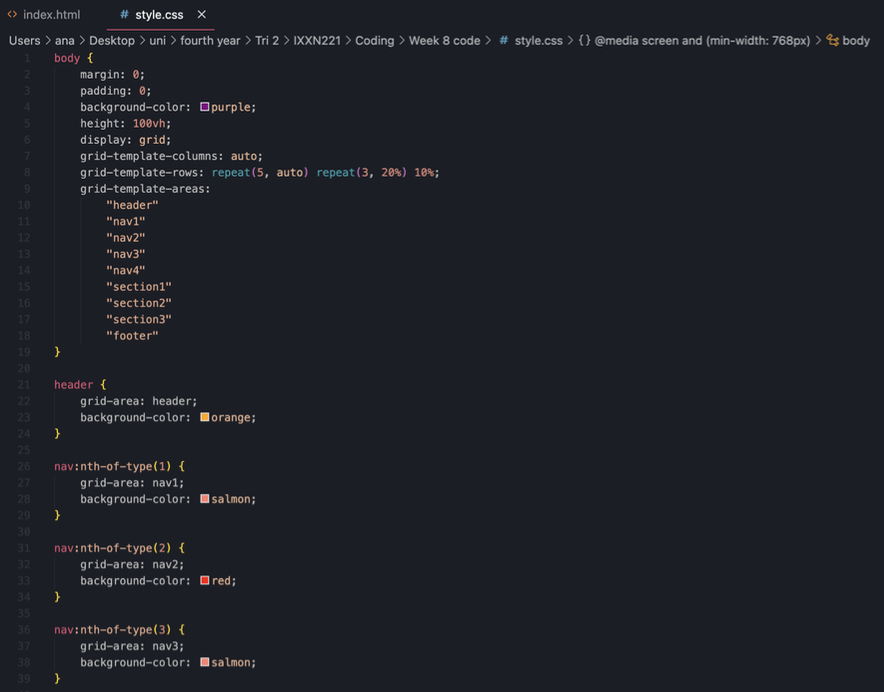 <> index.html # style.css ×
Users > ana > Desktop > uni > fourth year > Tri 2 > IXXN221 > Coding > Week 8 code > # style.css > {} @media screen and (min-width: 768px) > body
1 body {
2 margin: 0;
3 padding: 0;
4 background-color: purple;
5 height: 100vh;
6 display: grid;
7 grid-template-columns: auto;
8 grid-template-rows: repeat(5, auto) repeat(3, 20%) 10%;
9 grid-template-areas:
10 "header"
11 "nav1"
12 "nav2"
13 "nav3"
14 "nav4"
15 "section1"
16 "section2"
17 "section3"
18 "footer"
19 }
20
21 header {
22 grid-area: header;
23 background-color: orange;
24 }
25
26 nav:nth-of-type(1) {
27 grid-area: nav1;
28 background-color: salmon;
29 }
30
31 nav:nth-of-type(2) {
32 grid-area: nav2;
33 background-color: red;
34 }
35
36 nav:nth-of-type(3) {
37 grid-area: nav3;
38 background-color: salmon;
39 }